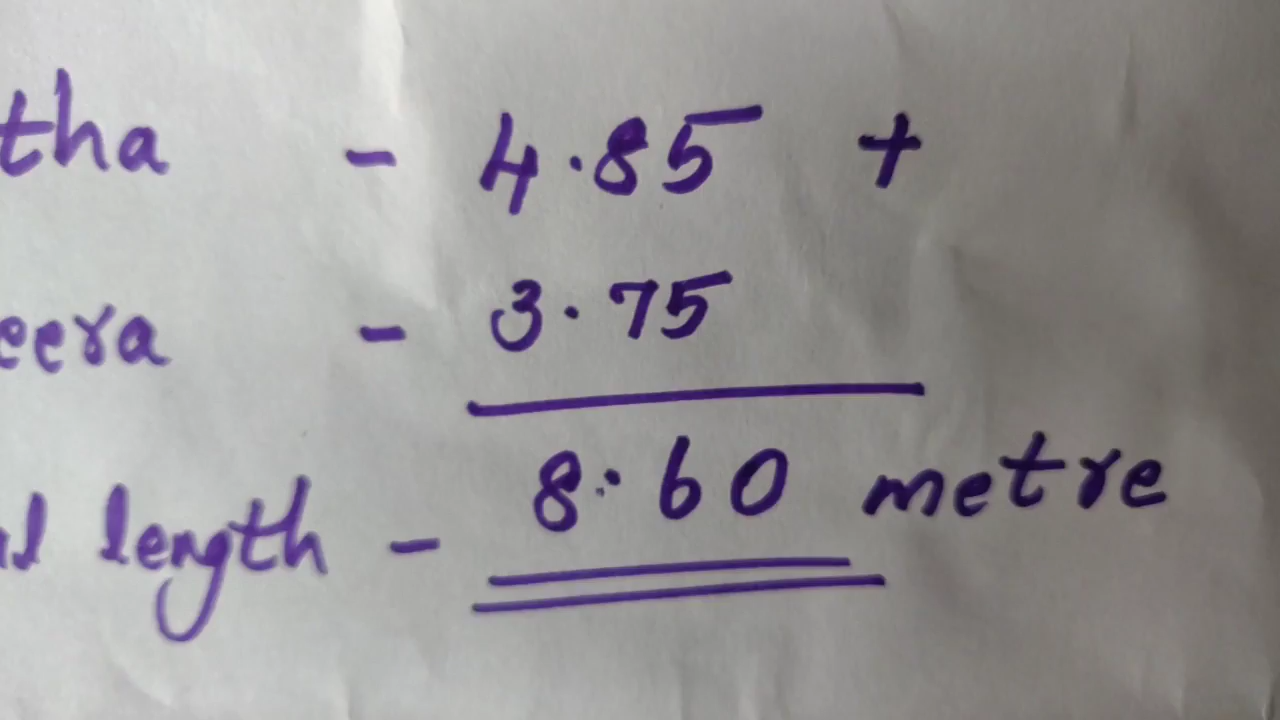 tha - 4.85 +
eera - 3.75
l length - 8.60 metre